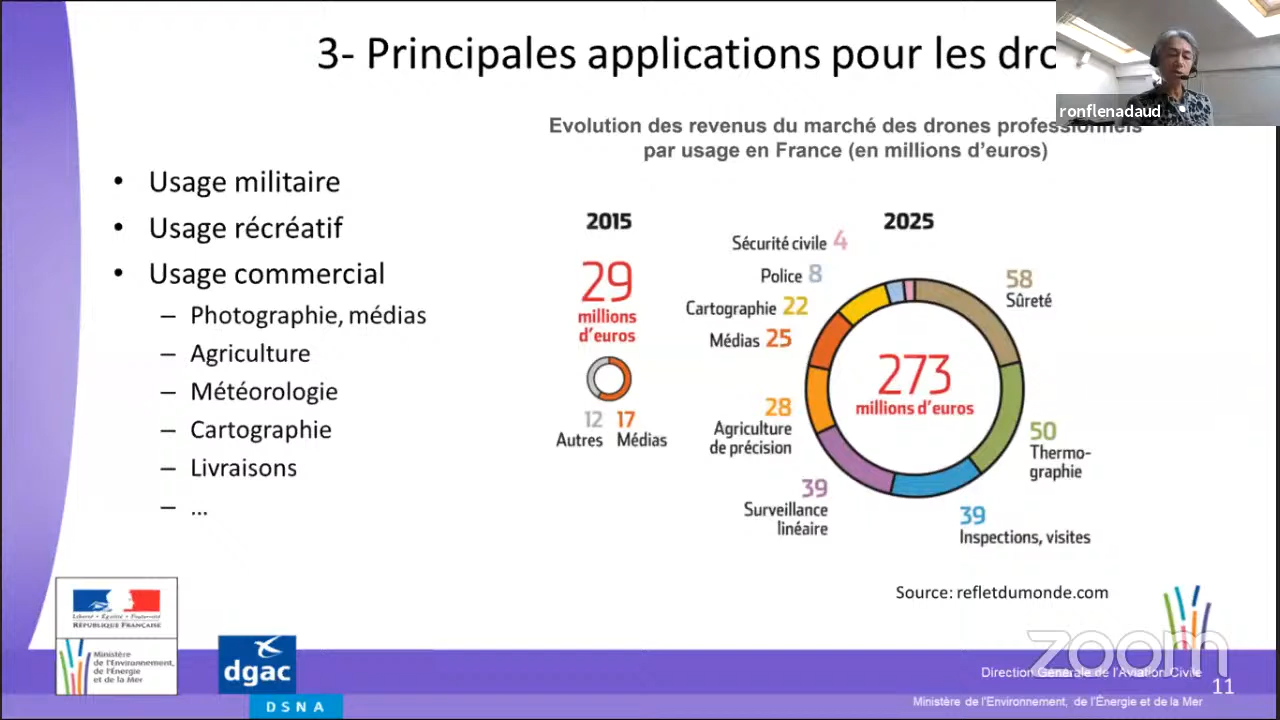 3- Principales applications pour les dro
ronflenadaud
Evolution des revenus du marché des drones professionnels
par usage en France (en millions d'euros)
• Usage militaire
• Usage récréatif
• Usage commercial
– Photographie, médias
– Agriculture
– Météorologie
– Cartographie
– Livraisons
– ...
2015
29
millions
d'euros
12 17
Autres Médias
2025
Sécurité civile 4
Police 8
Cartographie 22
Médias 25
28
Agriculture
de précision
39
Surveillance
linéaire
58
Sûreté
273
millions d'euros
50
Thermo-
graphie
39
Inspections, visites
Source: refletdumonde.com
Liberté • Égalité • Fraternité
RÉPUBLIQUE FRANÇAISE
Ministère
de l'Environnement,
de l'Énergie
et de la Mer
dgac
DSNA
zoom
Direction Générale de l'Aviation Civile
11
Ministère de l'Environnement, de l'Énergie et de la Mer